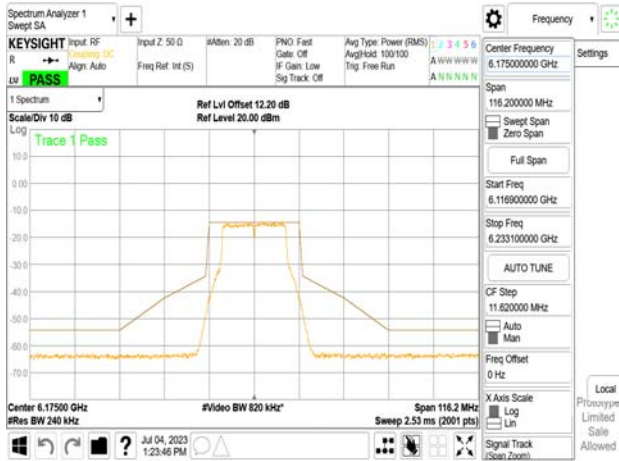 Spectrum Analyzer 1
Swept SA
+
Frequency
KEYSIGHT
Input: RF
Coupling: DC
Align: Auto
Input Z: 50 Ω
Freq Ref: Int (S)
#Atten: 20 dB
PNO: Fast
Gate: Off
IF Gain: Low
Sig Track: Off
Avg Type: Power (RMS)
Avg|Hold: 100/100
Trig: Free Run
1 2 3 4 5 6
A W W W W W
A N N N N N
R
LVI
PASS
1 Spectrum
Scale/Div 10 dB
Ref Lvl Offset 12.20 dB
Ref Level 20.00 dBm
Log
Trace 1 Pass
10.0
0.00
-10.0
-20.0
-30.0
-40.0
-50.0
-60.0
-70.0
Center 6.17500 GHz
#Res BW 240 kHz
#Video BW 820 kHz*
Span 116.2 MHz
Sweep 2.53 ms (2001 pts)
Jul 04, 2023
1:23:46 PM
?
Center Frequency
6.175000000 GHz
Settings
Span
116.200000 MHz
Swept Span
Zero Span
Full Span
Start Freq
6.116900000 GHz
Stop Freq
6.233100000 GHz
AUTO TUNE
CF Step
11.620000 MHz
Auto
Man
Freq Offset
0 Hz
X Axis Scale
Log
Lin
Signal Track
(Span Zoom)
Local
Prototype
Limited
Sale
Allowed